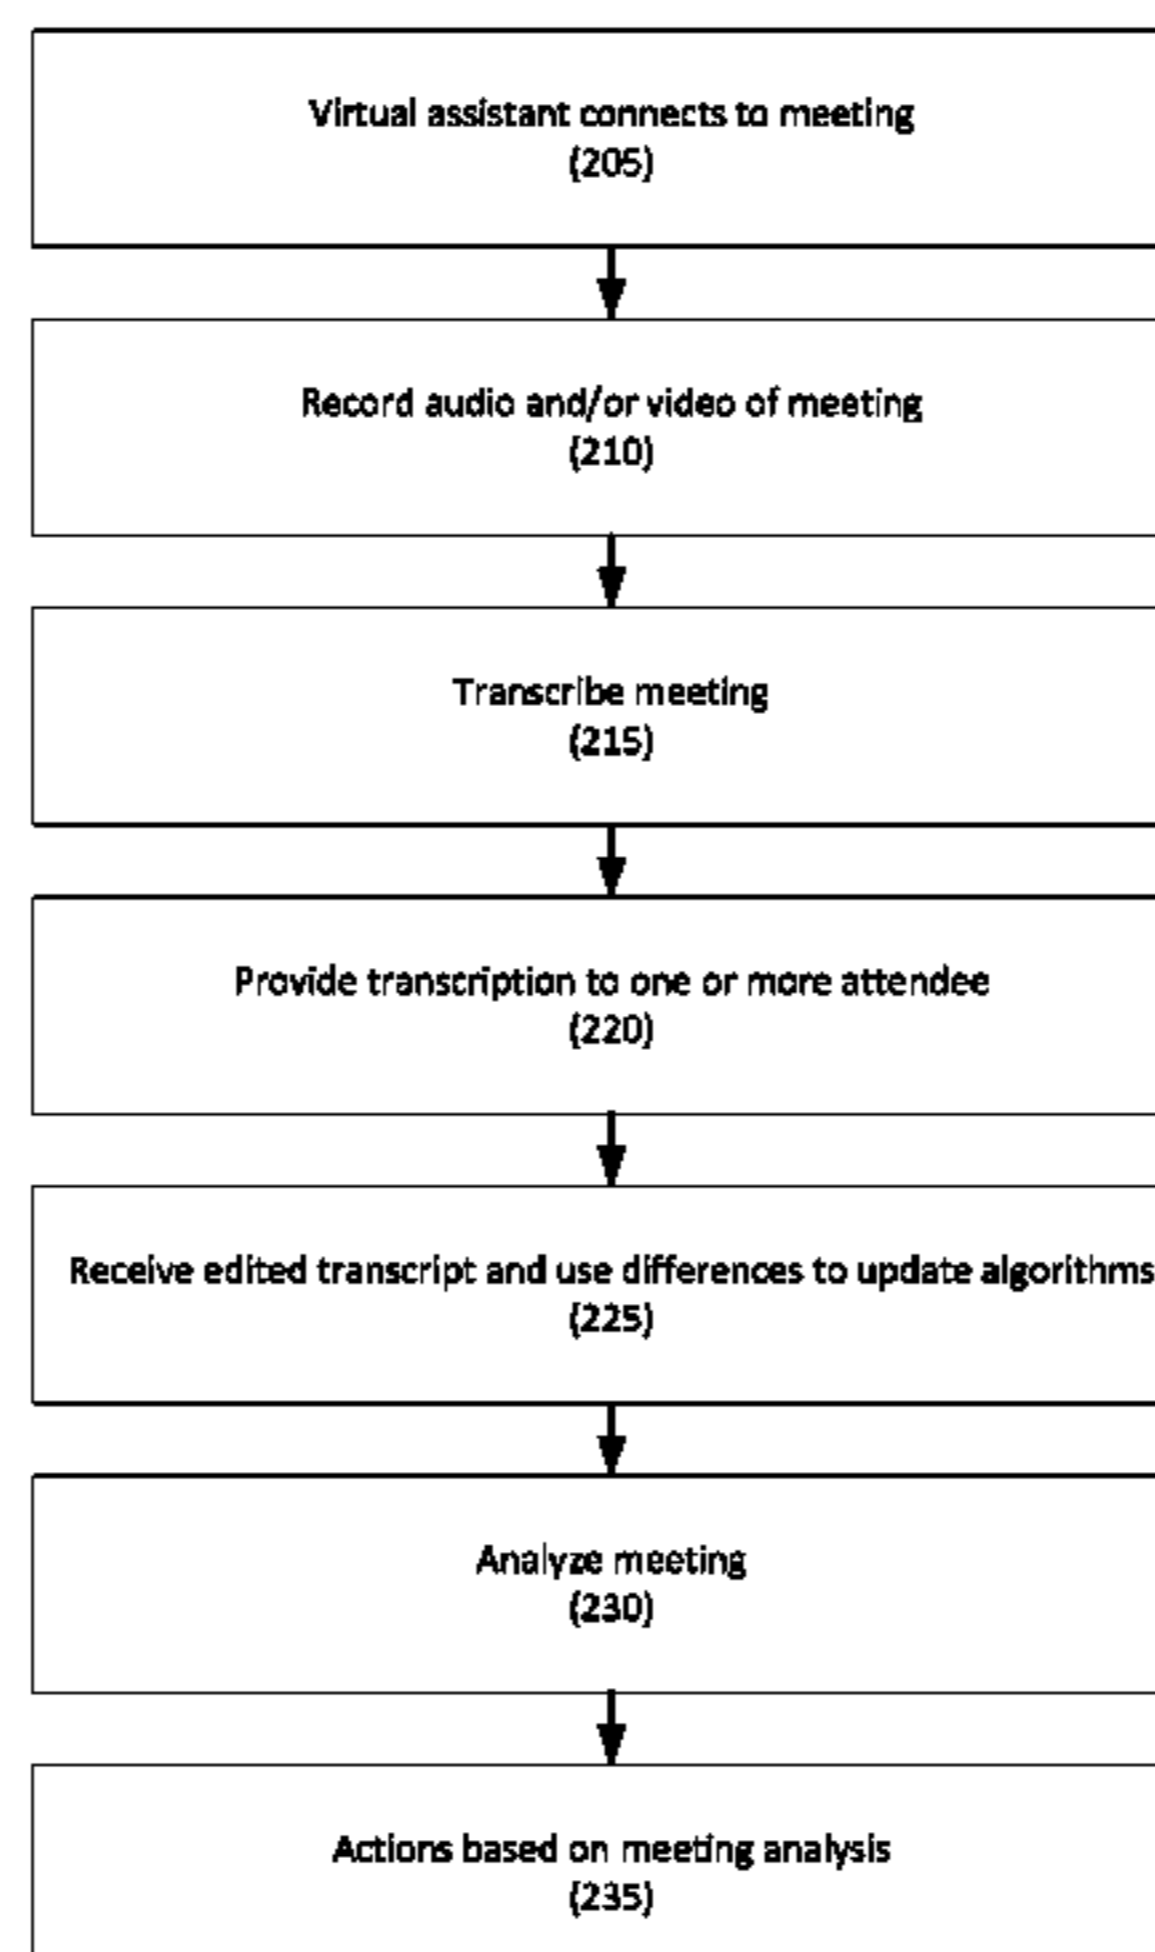 Virtual assistant connects to meeting
(205)
Record audio and/or video of meeting
(210)
Transcribe meeting
(215)
Provide transcription to one or more attendee
(220)
Receive edited transcript and use differences to update algorithms
(225)
Analyze meeting
(230)
Actions based on meeting analysis
(235)